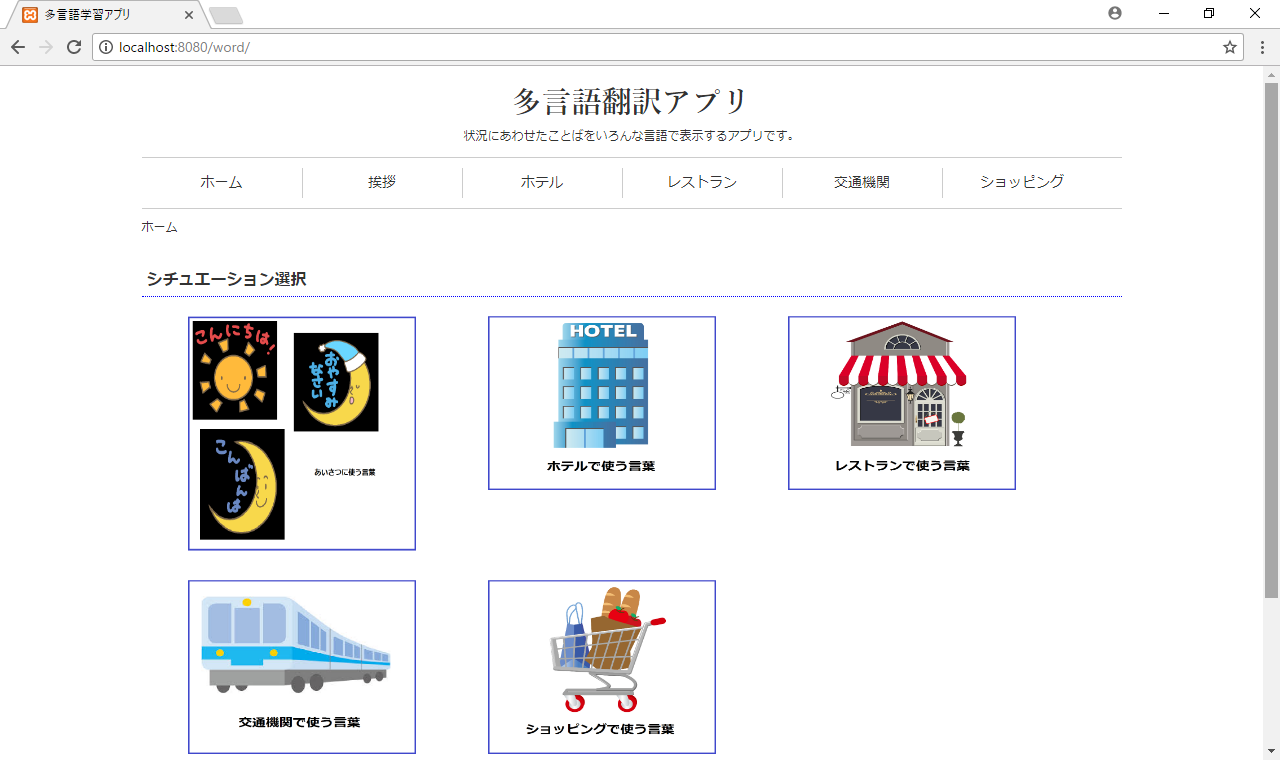 多言語学習アプリ
localhost:8080/word/
多言語翻訳アプリ
状況にあわせたことばをいろんな言語で表示するアプリです。
ホーム 挨拶 ホテル レストラン 交通機関 ショッピング
ホーム
シチュエーション選択
こんにちは!
おやすみ
なさい
こんばんは
あいさつに使う言葉
HOTEL
ホテルで使う言葉
レストランで使う言葉
交通機関で使う言葉
ショッピングで使う言葉